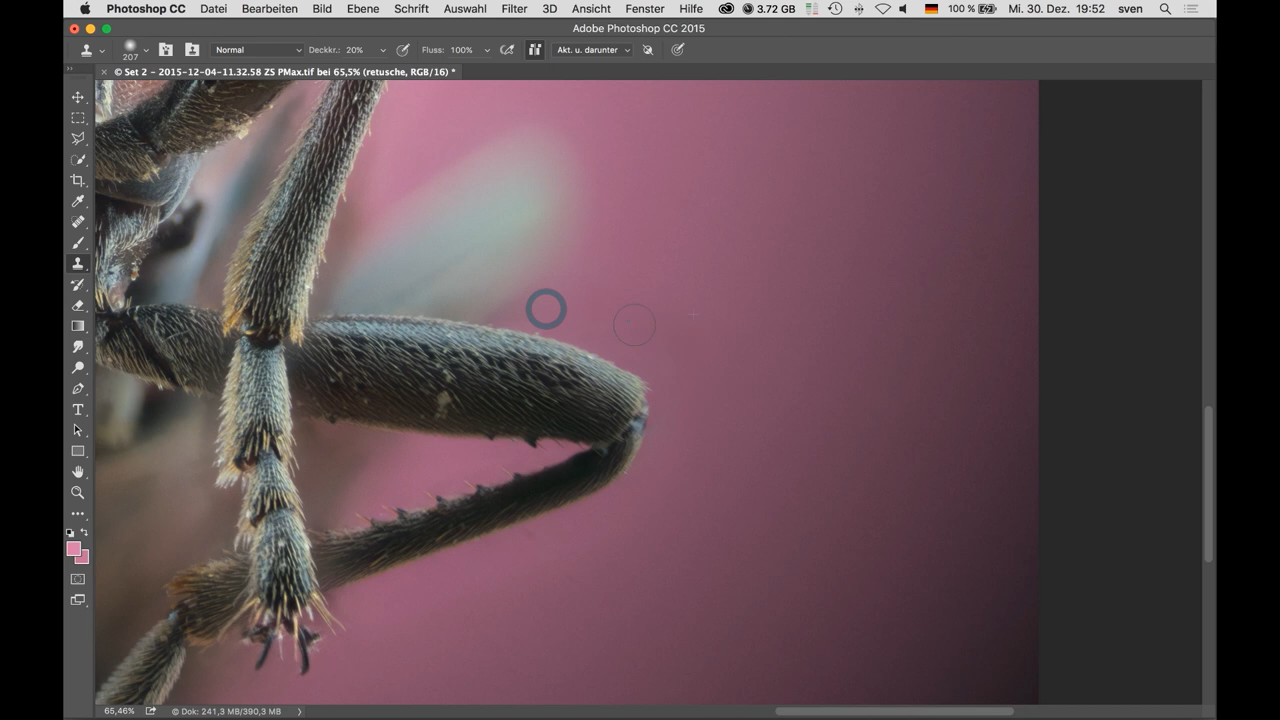 Photoshop CC Datei Bearbeiten Bild Ebene Schrift Auswahl Filter 3D Ansicht Fenster Hilfe 3.72 GB 100 % Mi. 30. Dez. 19:52 sven
Adobe Photoshop CC 2015
207 Normal Deckkr.: 20% Fluss: 100% Akt. u. darunter
× © Set 2 - 2015-12-04-11.32.58 ZS PMax.tif bei 65,5% (retusche, RGB/16) *
T
65,46% © Dok: 241,3 MB/390,3 MB